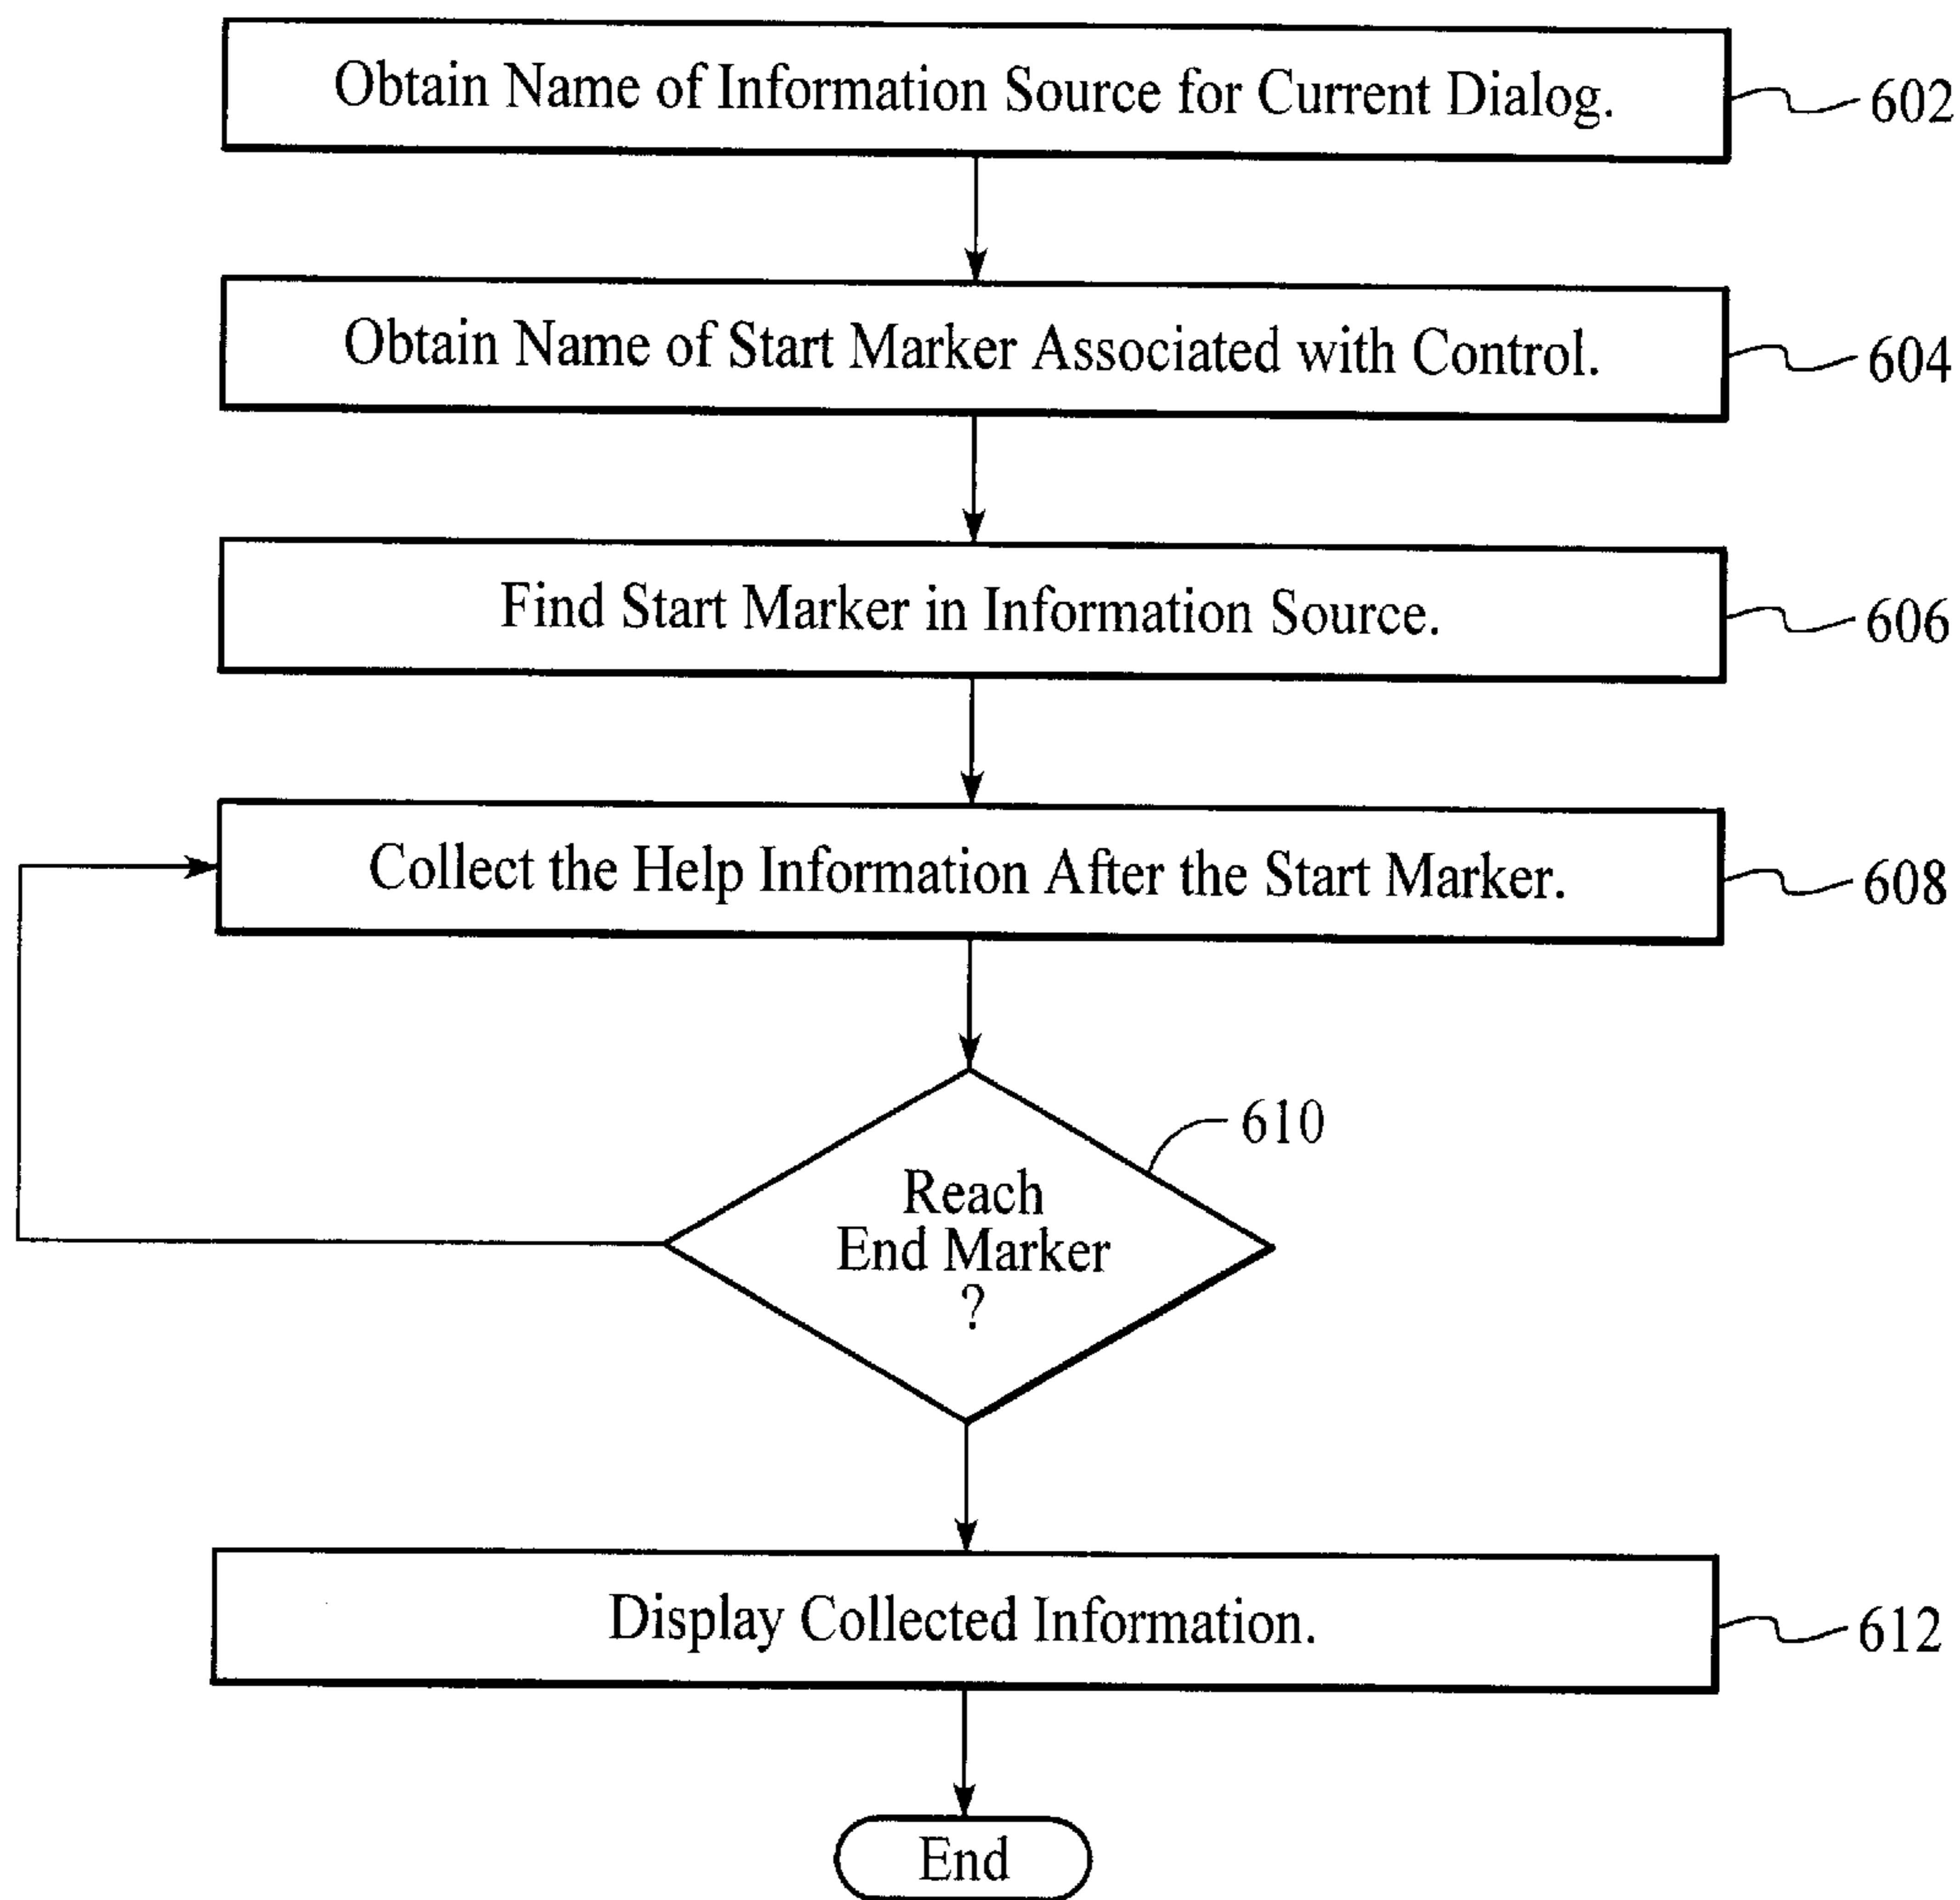 Obtain Name of Information Source for Current Dialog.
602
Obtain Name of Start Marker Associated with Control.
604
Find Start Marker in Information Source.
606
Collect the Help Information After the Start Marker.
608
610
Reach
End Marker
?
Display Collected Information.
612
End